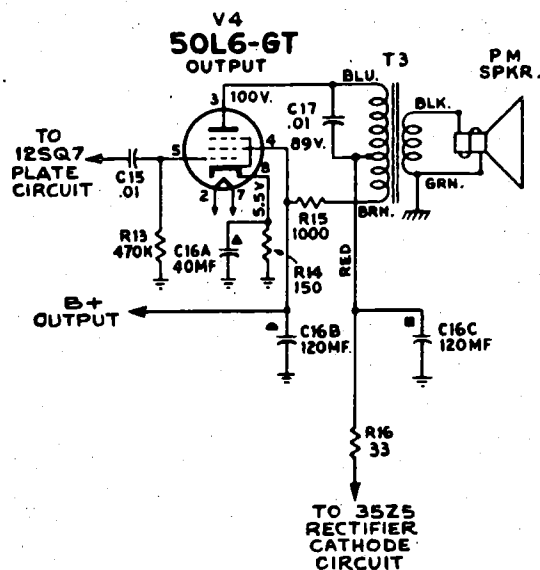 V4
50L6-GT
OUTPUT
T3
PM
SPKR.
BLU.
3
100V.
C17
.01
89V.
BLK.
TO
12SQ7
PLATE
CIRCUIT
C15
.01
5
4
8
2
7
5.5V
GRN.
BRN.
R15
1000
R13
470K
C16A
40MF
R14
150
RED
B+
OUTPUT
C16B
120MF.
C16C
120MF
R16
33
TO 35Z5
RECTIFIER
CATHODE
CIRCUIT